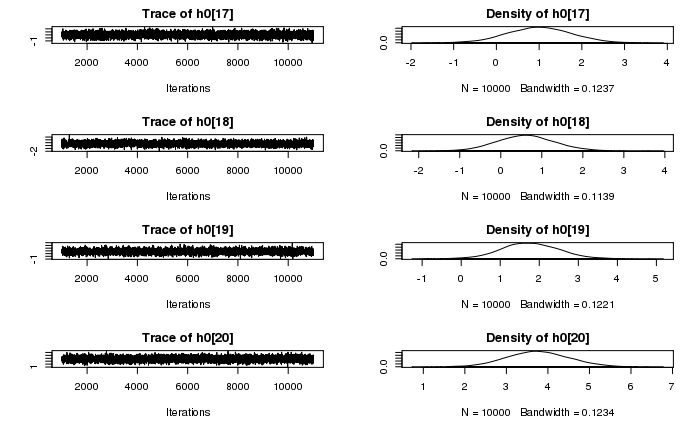 Trace of h0[17]
-1
2000 4000 6000 8000 10000
Iterations
Density of h0[17]
0.0
-2 -1 0 1 2 3 4
N = 10000 Bandwidth = 0.1237
Trace of h0[18]
-2
2000 4000 6000 8000 10000
Iterations
Density of h0[18]
0.0
-2 -1 0 1 2 3 4
N = 10000 Bandwidth = 0.1139
Trace of h0[19]
-1
2000 4000 6000 8000 10000
Iterations
Density of h0[19]
0.0
-1 0 1 2 3 4 5
N = 10000 Bandwidth = 0.1221
Trace of h0[20]
1
2000 4000 6000 8000 10000
Iterations
Density of h0[20]
0.0
1 2 3 4 5 6 7
N = 10000 Bandwidth = 0.1234